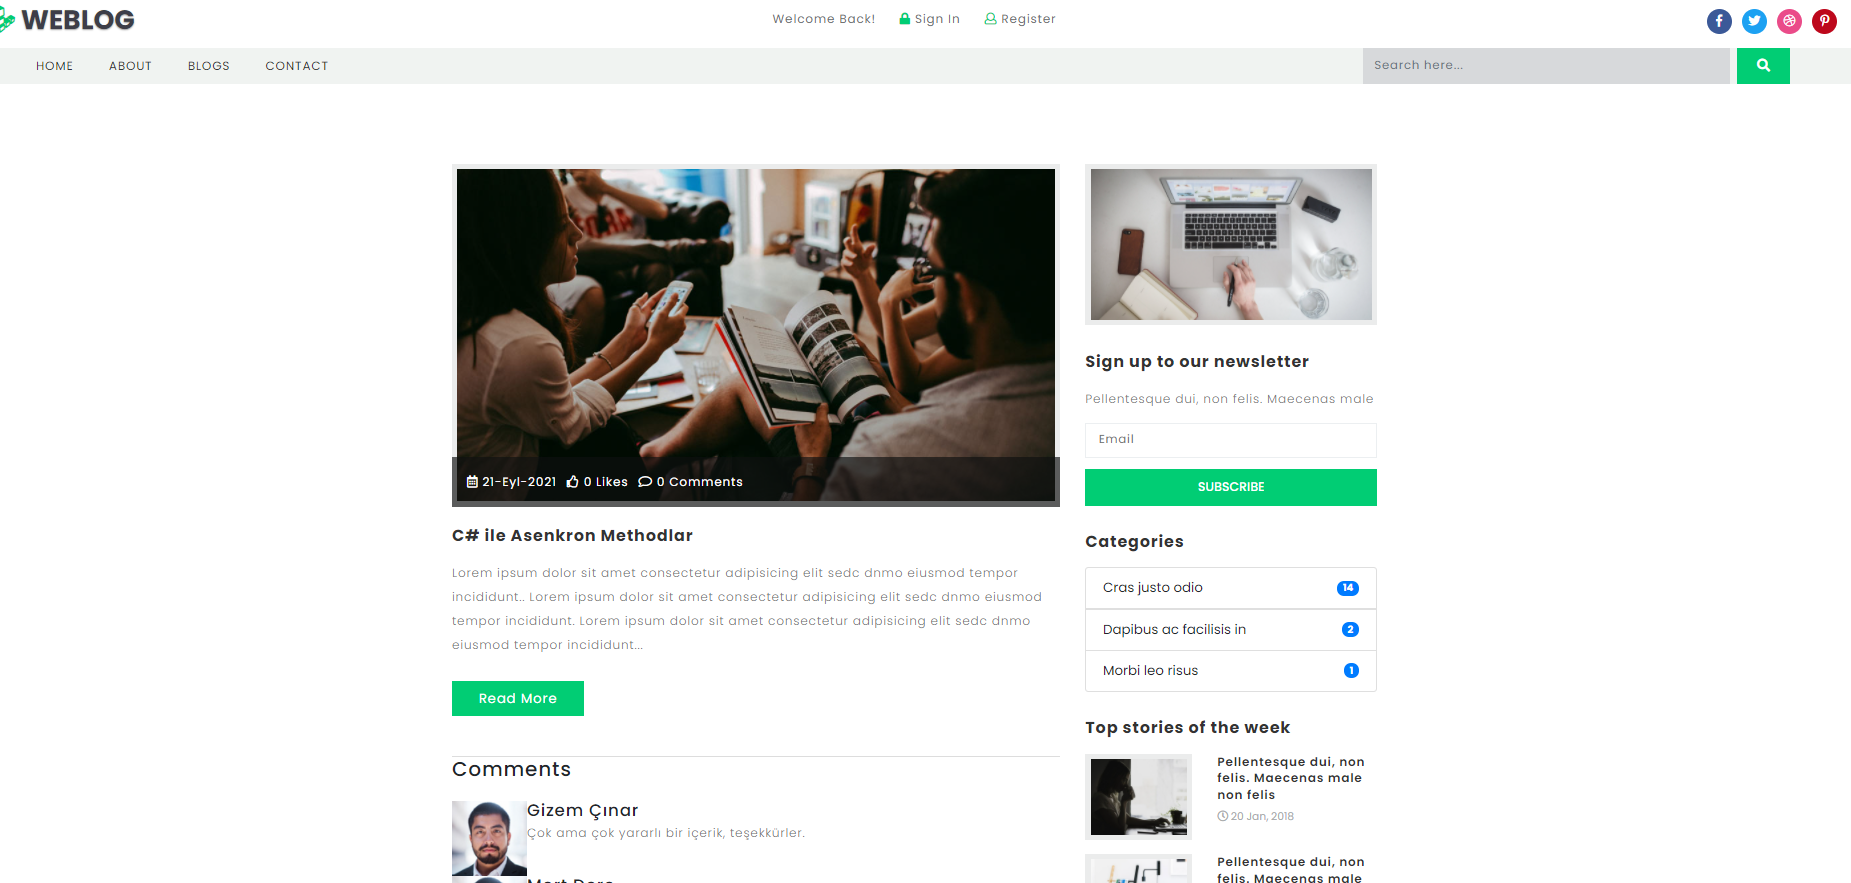 WEBLOG
Welcome Back! Sign In Register
HOME ABOUT BLOGS CONTACT
Search here...
21-Eyl-2021 0 Likes 0 Comments
C# ile Asenkron Methodlar
Lorem ipsum dolor sit amet consectetur adipisicing elit sedc dnmo eiusmod tempor
incididunt.. Lorem ipsum dolor sit amet consectetur adipisicing elit sedc dnmo eiusmod
tempor incididunt. Lorem ipsum dolor sit amet consectetur adipisicing elit sedc dnmo
eiusmod tempor incididunt...
Read More
Comments
Gizem Çınar
Çok ama çok yararlı bir içerik, teşekkürler.
Sign up to our newsletter
Pellentesque dui, non felis. Maecenas male
Email
SUBSCRIBE
Categories
Cras justo odio 14
Dapibus ac facilisis in 2
Morbi leo risus 1
Top stories of the week
Pellentesque dui, non
felis. Maecenas male
non felis
20 Jan, 2018
Pellentesque dui, non
felis. Maecenas male